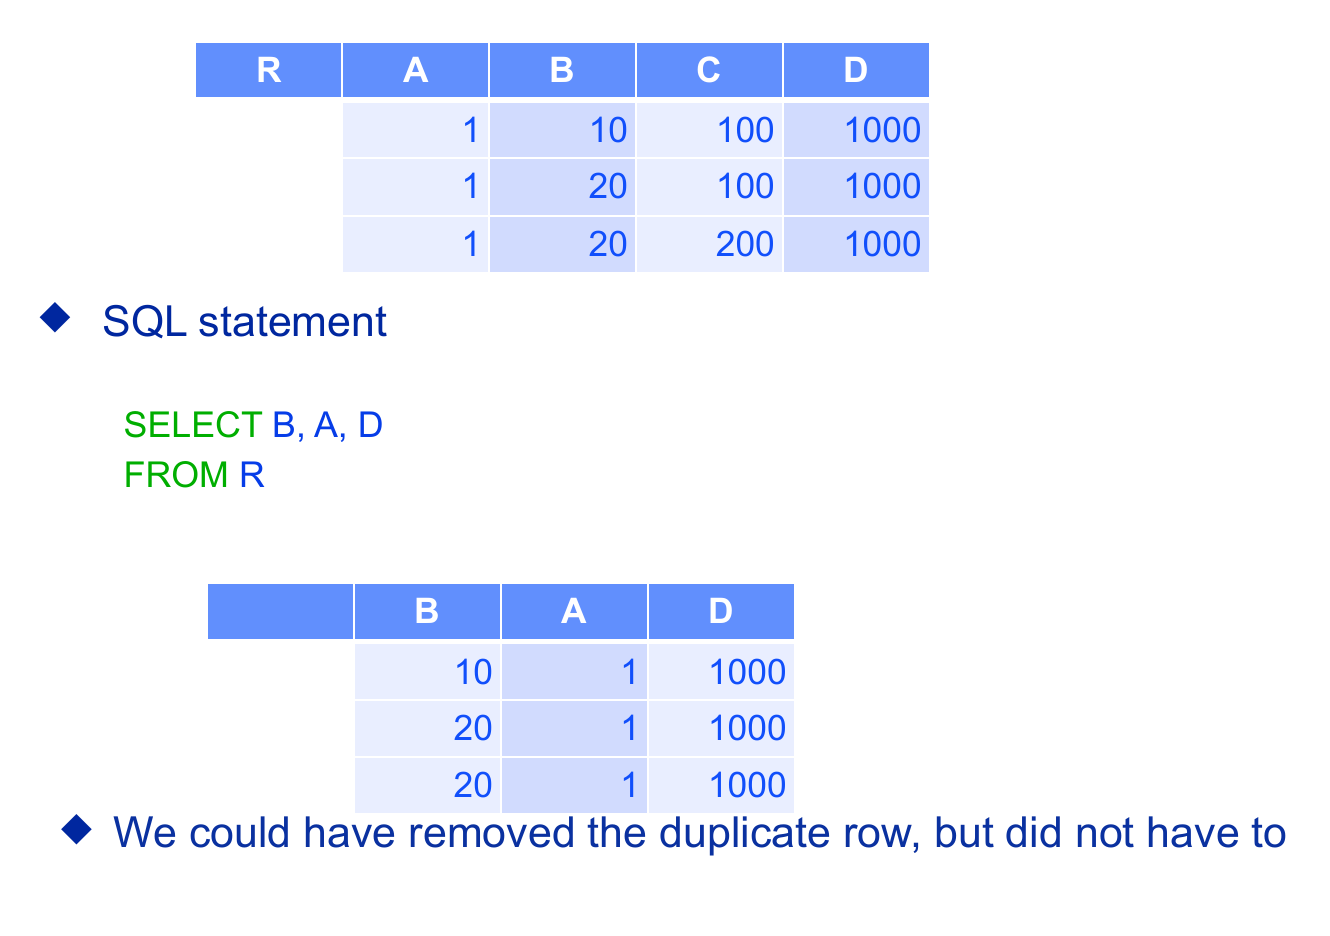 R A B C D
1 10 100 1000
1 20 100 1000
1 20 200 1000
◆ SQL statement
SELECT B, A, D
FROM R
B A D
10 1 1000
20 1 1000
20 1 1000
◆ We could have removed the duplicate row, but did not have to